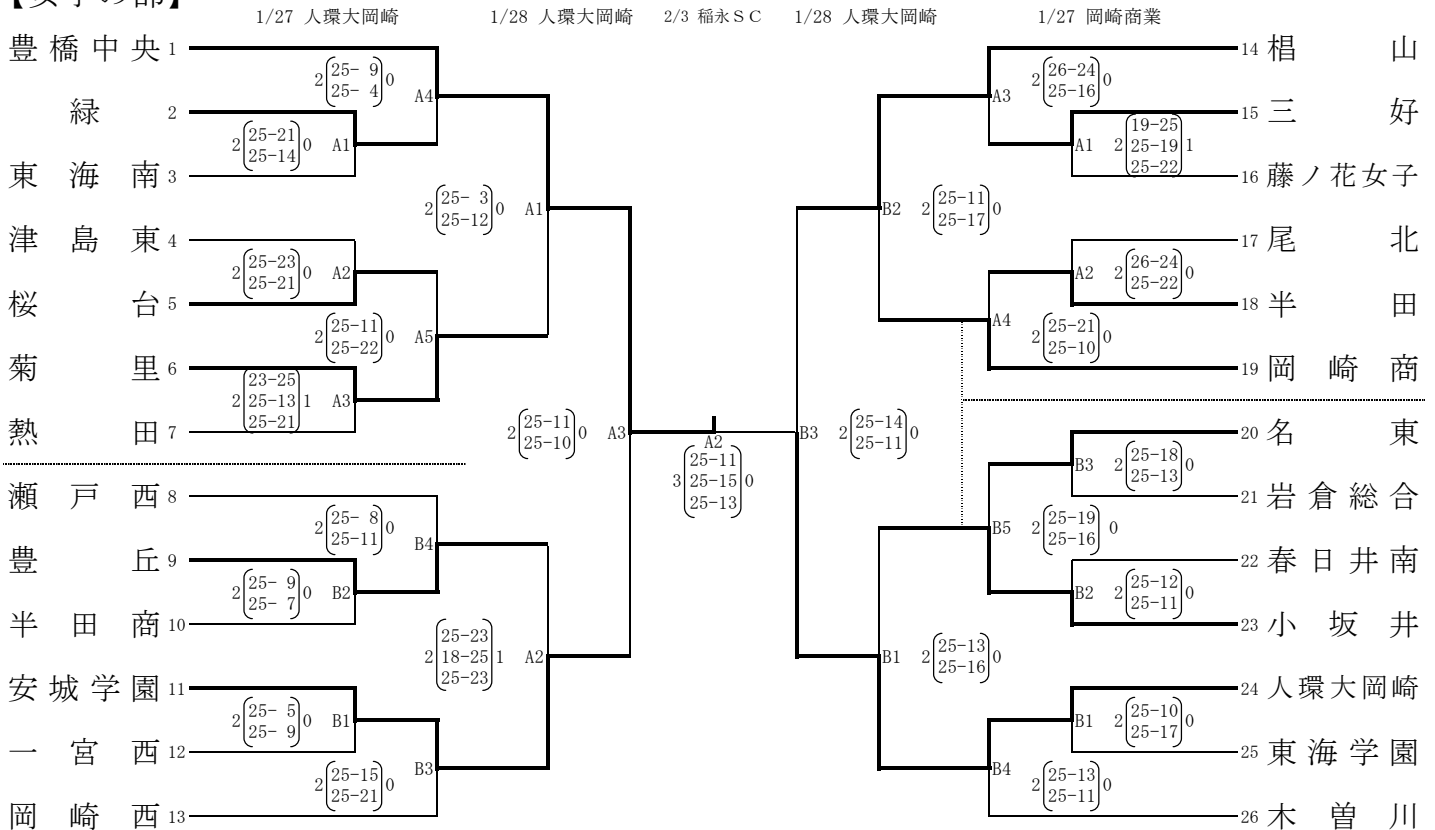 【女子の部】
1/27 人環大岡崎 1/28 人環大岡崎 2/3 稲永SC 1/28 人環大岡崎 1/27 岡崎商業
豊橋中央 1
緑 2
東海南 3
津島東 4
桜台 5
菊里 6
熱田 7
瀬戸西 8
豊丘 9
半田商 10
安城学園 11
一宮西 12
岡崎西 13
2 25- 9 0
25- 4
A4
2 25-21 0
25-14
A1
2 25- 3 0
25-12
A1
2 25-23 0
25-21
A2
2 25-11 0
25-22
A5
23-25
2 25-13 1
25-21
A3
2 25-11 0
25-10
A3
2 25- 8 0
25-11
B4
2 25- 9 0
25- 7
B2
25-23
2 18-25 1
25-23
A2
2 25- 5 0
25- 9
B1
2 25-15 0
25-21
B3
A2
25-11
3 25-15 0
25-13
14 椙山
15 三好
16 藤ノ花女子
17 尾北
18 半田
19 岡崎商
20 名東
21 岩倉総合
22 春日井南
23 小坂井
24 人環大岡崎
25 東海学園
26 木曽川
A3
2 26-24 0
25-16
19-25
A1 2 25-19 1
25-22
B2
2 25-11 0
25-17
A2
2 26-24 0
25-22
A4
2 25-21 0
25-10
B3
2 25-14 0
25-11
B3
2 25-18 0
25-13
B5
2 25-19 0
25-16
B2
2 25-12 0
25-11
B1
2 25-13 0
25-16
B1
2 25-10 0
25-17
B4
2 25-13 0
25-11